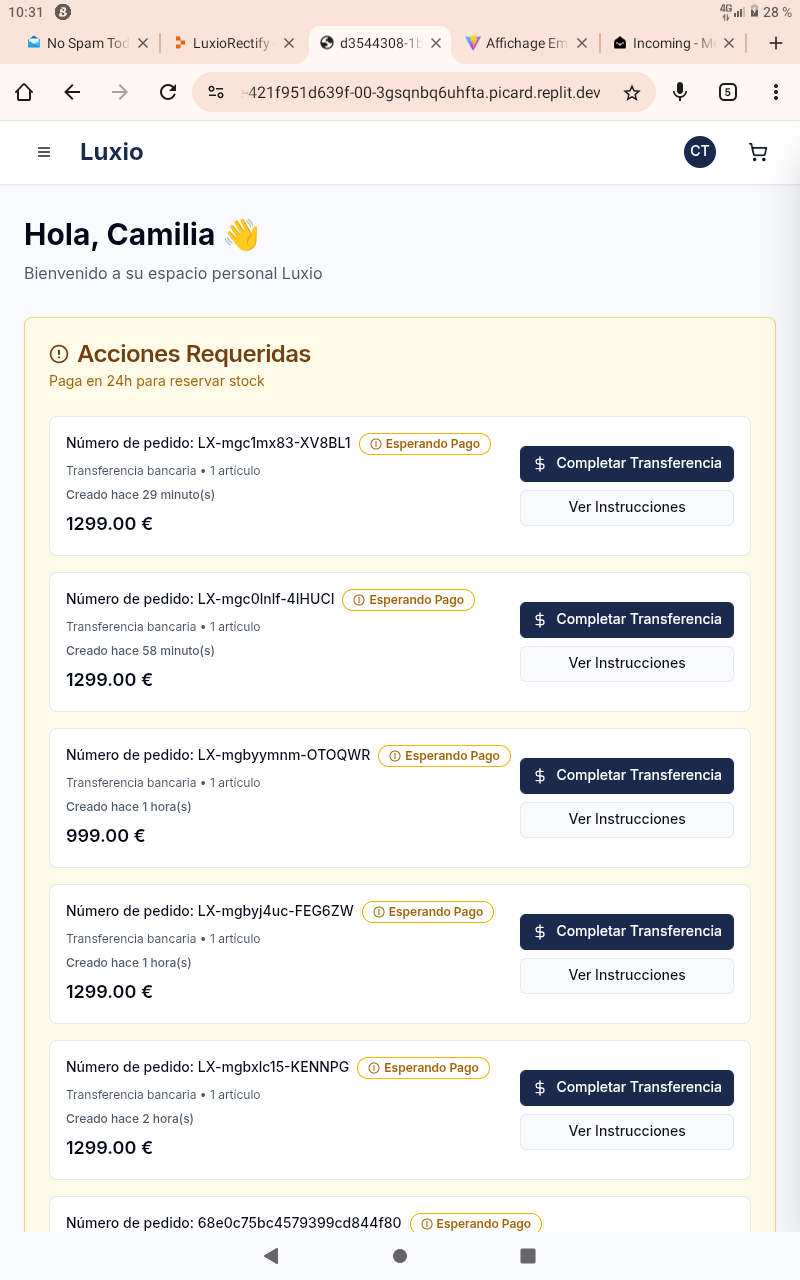 10:31
4G
28 %
No Spam Tod
LuxioRectify
d3544308-1b
Affichage Em
Incoming - M
-421f951d639f-00-3gsqnbq6uhfta.picard.replit.dev
5
Luxio
CT
Hola, Camilia 👋
Bienvenido a su espacio personal Luxio
Acciones Requeridas
Paga en 24h para reservar stock
Número de pedido: LX-mgc1mx83-XV8BL1 Esperando Pago
Transferencia bancaria • 1 artículo
Creado hace 29 minuto(s)
1299.00 €
$ Completar Transferencia
Ver Instrucciones
Número de pedido: LX-mgc0lnlf-4IHUCI Esperando Pago
Transferencia bancaria • 1 artículo
Creado hace 58 minuto(s)
1299.00 €
$ Completar Transferencia
Ver Instrucciones
Número de pedido: LX-mgbyymnm-OTOQWR Esperando Pago
Transferencia bancaria • 1 artículo
Creado hace 1 hora(s)
999.00 €
$ Completar Transferencia
Ver Instrucciones
Número de pedido: LX-mgbyj4uc-FEG6ZW Esperando Pago
Transferencia bancaria • 1 artículo
Creado hace 1 hora(s)
1299.00 €
$ Completar Transferencia
Ver Instrucciones
Número de pedido: LX-mgbxlc15-KENNPG Esperando Pago
Transferencia bancaria • 1 artículo
Creado hace 2 hora(s)
1299.00 €
$ Completar Transferencia
Ver Instrucciones
Número de pedido: 68e0c75bc4579399cd844f80 Esperando Pago